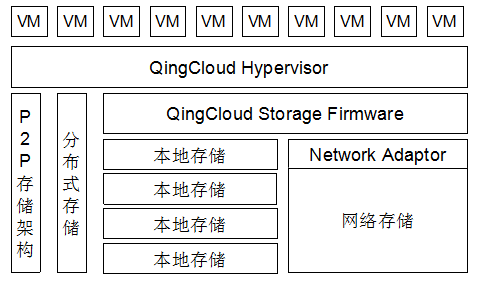 VM VM VM VM VM VM VM VM VM VM
QingCloud Hypervisor
P2P存储架构
分布式存储
QingCloud Storage Firmware
本地存储
本地存储
本地存储
本地存储
Network Adaptor
网络存储